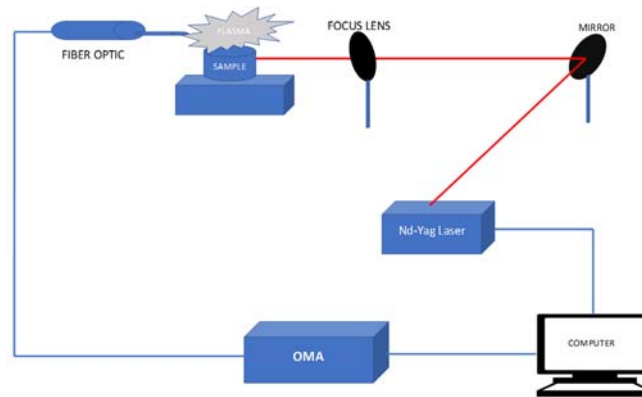 PLASMA
FOCUS LENS
MIRROR
FIBER OPTIC
SAMPLE
Nd-Yag Laser
COMPUTER
OMA